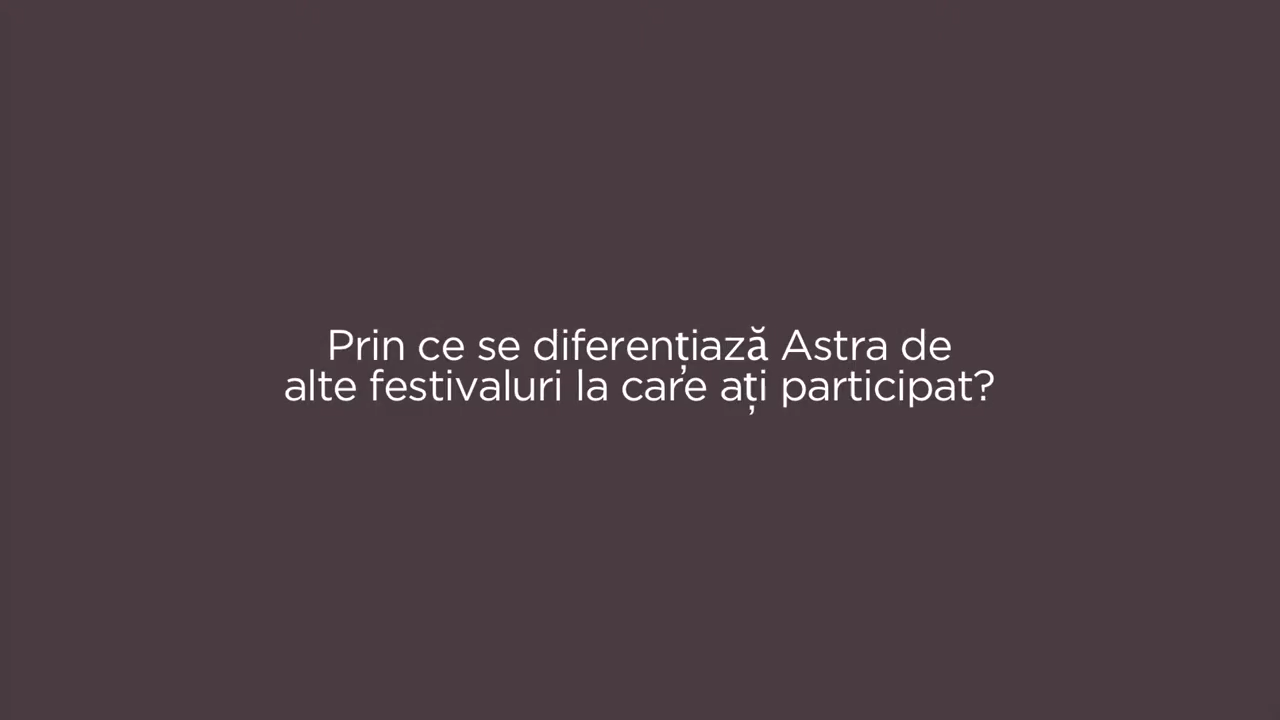 Prin ce se diferențiază Astra de
alte festivaluri la care ați participat?